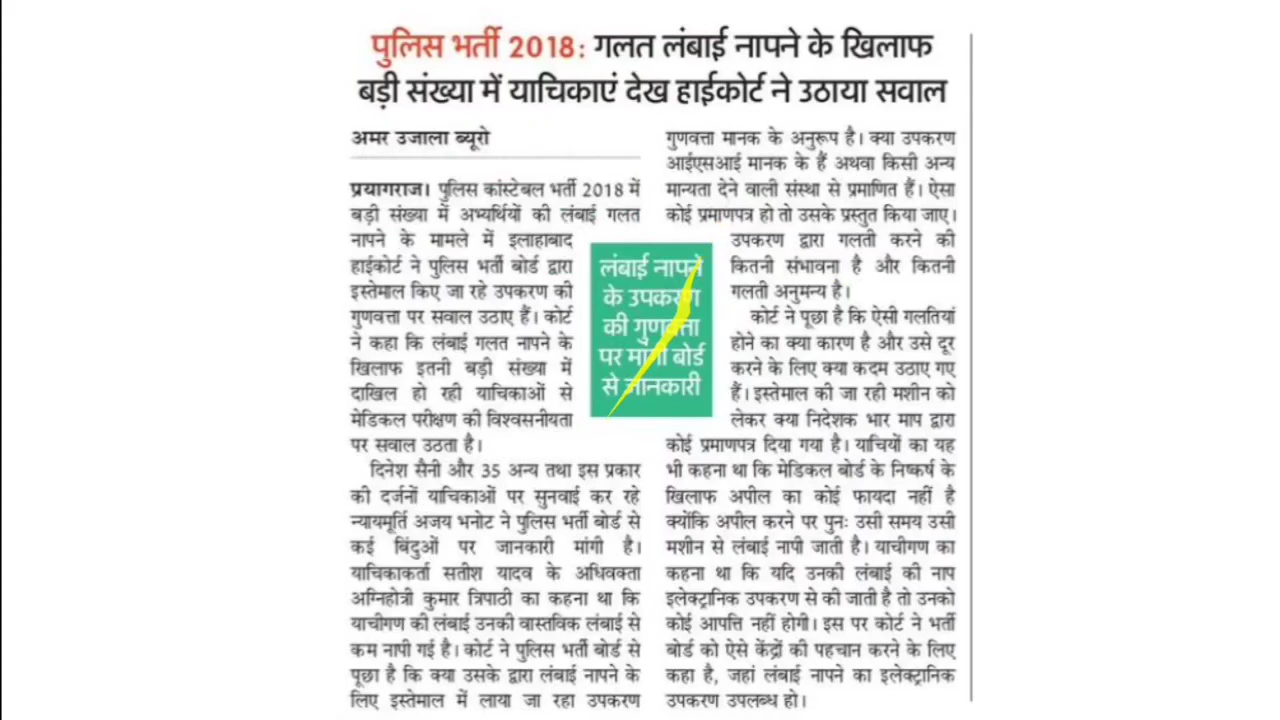 पुलिस भर्ती 2018: गलत लंबाई नापने के खिलाफ
बड़ी संख्या में याचिकाएं देख हाईकोर्ट ने उठाया सवाल
अमर उजाला ब्यूरो
प्रयागराज। पुलिस कांस्टेबल भर्ती 2018 में
बड़ी संख्या में अभ्यर्थियों की लंबाई गलत
नापने के मामले में इलाहाबाद
हाईकोर्ट ने पुलिस भर्ती बोर्ड द्वारा
इस्तेमाल किए जा रहे उपकरण की
गुणवत्ता पर सवाल उठाए हैं। कोर्ट
ने कहा कि लंबाई गलत नापने के
खिलाफ इतनी बड़ी संख्या में
दाखिल हो रही याचिकाओं से
मेडिकल परीक्षण की विश्वसनीयता
पर सवाल उठता है।
दिनेश सैनी और 35 अन्य तथा इस प्रकार
की दर्जनों याचिकाओं पर सुनवाई कर रहे
न्यायमूर्ति अजय भनोट ने पुलिस भर्ती बोर्ड से
कई बिंदुओं पर जानकारी मांगी है।
याचिकाकर्ता सतीश यादव के अधिवक्ता
अग्निहोत्री कुमार त्रिपाठी का कहना था कि
याचीगण की लंबाई उनकी वास्तविक लंबाई से
कम नापी गई है। कोर्ट ने पुलिस भर्ती बोर्ड से
पूछा है कि क्या उसके द्वारा लंबाई नापने के
लिए इस्तेमाल में लाया जा रहा उपकरण
लंबाई नापने
के उपकरण
की गुणवत्ता
पर मांगी बोर्ड
से जानकारी
गुणवत्ता मानक के अनुरूप है। क्या उपकरण
आईएसआई मानक के हैं अथवा किसी अन्य
मान्यता देने वाली संस्था से प्रमाणित हैं। ऐसा
कोई प्रमाणपत्र हो तो उसके प्रस्तुत किया जाए।
उपकरण द्वारा गलती करने की
कितनी संभावना है और कितनी
गलती अनुमन्य है।
कोर्ट ने पूछा है कि ऐसी गलतियां
होने का क्या कारण है और उसे दूर
करने के लिए क्या कदम उठाए गए
हैं। इस्तेमाल की जा रही मशीन को
लेकर क्या निदेशक भार माप द्वारा
कोई प्रमाणपत्र दिया गया है। याचियों का यह
भी कहना था कि मेडिकल बोर्ड के निष्कर्ष के
खिलाफ अपील का कोई फायदा नहीं है
क्योंकि अपील करने पर पुनः उसी समय उसी
मशीन से लंबाई नापी जाती है। याचीगण का
कहना था कि यदि उनकी लंबाई की नाप
इलेक्ट्रानिक उपकरण से की जाती है तो उनको
कोई आपत्ति नहीं होगी। इस पर कोर्ट ने भर्ती
बोर्ड को ऐसे केंद्रों की पहचान करने के लिए
कहा है, जहां लंबाई नापने का इलेक्ट्रानिक
उपकरण उपलब्ध हो।